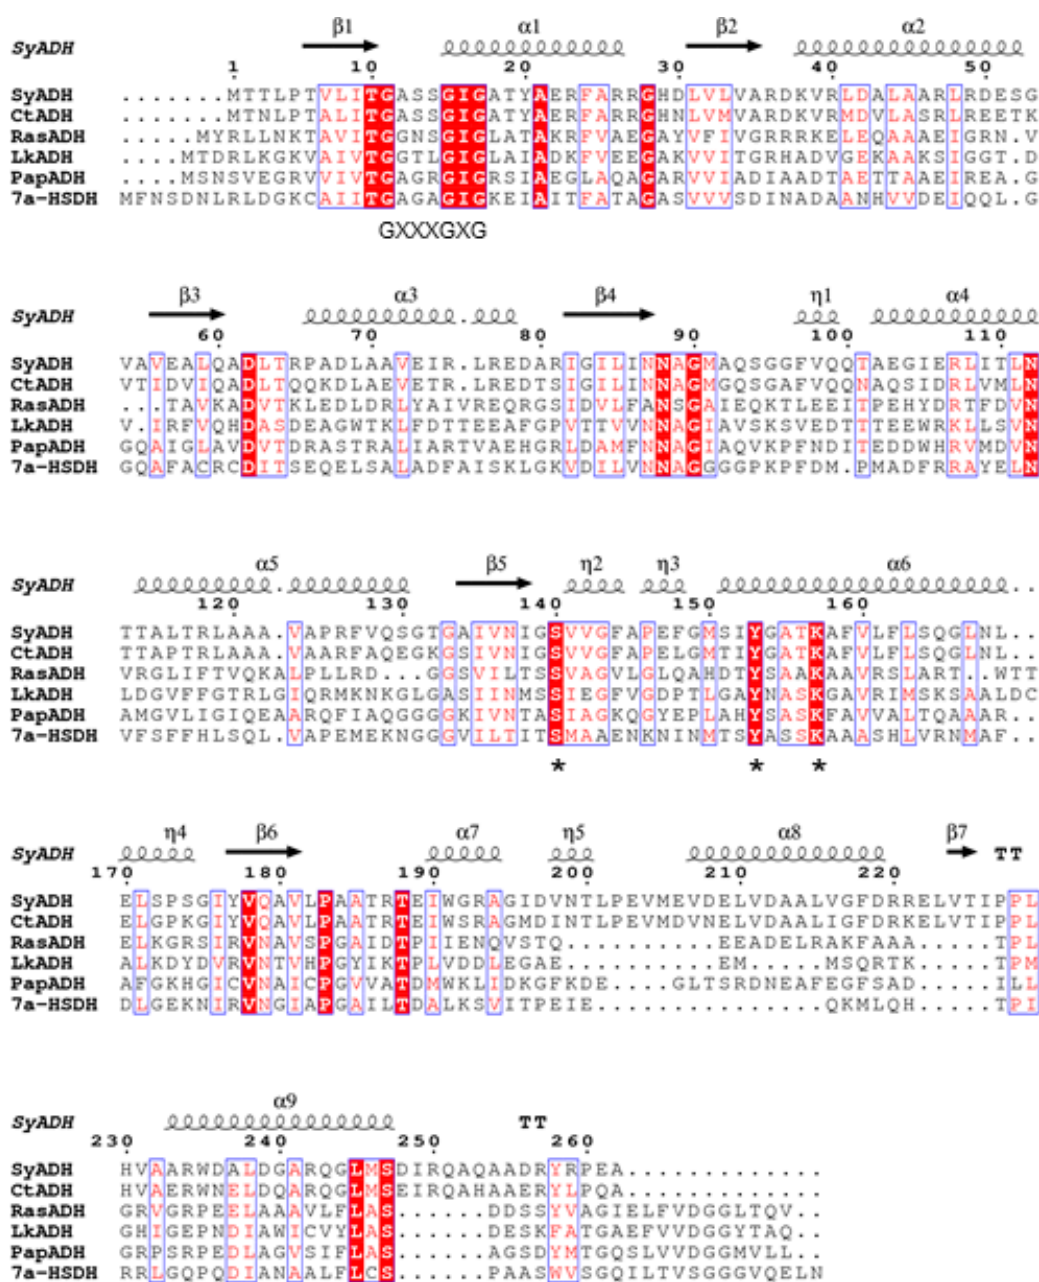 β1 α1 β2 α2
SyADH
1 10 20 30 40 50
SyADH .......MTTLPTVLITGASSGIGATYAERFARRGHDLVLVARDKVRLDALAARLRDESG
CtADH .......MTNLPTALITGASSGIGATYAERFARRGHNLVMVARDKVRMDVLASRLREETK
RasADH .....MYRLLNKTAVITGGNSGIGLATAKRFVAEGAYVFIVGRRRKELEQAAAEIGRN.V
LkADH ....MTDRLKGKVAIVTGGTLGIGLAIADKFVEEGAKVVITGRHADVGEKAAKSIGGT.D
PapADH ....MSNSVEGRVVIVTGAGRGIGRSIAEGLAQAGARVVIADIAADTAETTAAEIREA.G
7a-HSDH MFNSDNLRLDGKCAIITGAGAGIGKEIAITFATAGASVVVSDINADAANHVVDEIQQL.G
GXXXGXG
β3 α3 β4 η1 α4
SyADH
60 70 80 90 100 110
SyADH VAVEALQADLTRPADLAAVEIR.LREDARIGILINNAGMAQSGGFVQQTAEGIERLITLN
CtADH VTIDVIQADLTQQKDLAEVETR.LREDTSIGILINNAGMGQSGAFVQQNAQSIDRLVMLN
RasADH ...TAVKADVTKLEDLDRLYAIVREQRGSIDVLFANSGAIEQKTLEEITPEHYDRTFDVN
LkADH V.IRFVQHDASDEAGWTKLFDTTEEAFGPVTTVVNNAGIAVSKSVEDTTTEEWRKLLSVN
PapADH GQAIGLAVDVTDRASTRALIARTVAEHGRLDAMFNNAGIAQVKPFNDITEDDWHRVMDVN
7a-HSDH GQAFACRCDITSEQELSALADFAISKLGKVDILVNNAGGGGPKPFDM.PMADFRRAYELN
α5 β5 η2 η3 α6
SyADH
120 130 140 150 160
SyADH TTALTRLAAA.VAPRFVQSGTGAIVNIGSVVGFAPEFGMSIYGATKAFVLFLSQGLNL..
CtADH TTAPTRLAAA.VAARFAQEGKGSIVNIGSVVGFAPELGMTIYGATKAFVLFLSQGLNL..
RasADH VRGLIFTVQKALPLLRD...GGSVILTSSVAGVLGLQAHDTYSAAKAAVRSLART..WTT
LkADH LDGVFFGTRLGIQRMKNKGLGASIINMSSIEGFVGDPTLGAYNASKGAVRIMSKSAALDC
PapADH AMGVLIGIQEAARQFIAQGGGGKIVNTASIAGKQGYEPLAHYSASKFAVVALTQAAAR..
7a-HSDH VFSFFHLSQL.VAPEMEKNGGGVILTITSMAAENKNINMTSYASSKAAASHLVRNMAF..
* * *
η4 β6 α7 η5 α8 β7
SyADH TT
170 180 190 200 210 220
SyADH ELSPSGIYVQAVLPAATRTEIWGRAGIDVNTLPEVMEVDELVDAALVGFDRRELVTIPPL
CtADH ELGPKGIYVQAVLPAATRTEIWSRAGMDVNTLPEVMDVNELVDAALIGFDRKELVTIPPL
RasADH ELKGRSIRVNAVSPGAIDTPIIENQVSTQ...........EEADELRAKFAAA.....TPL
LkADH ALKDYDVRVNTVHPGYIKTPLVDDLEGAE............EM....MSQRTK.....TPM
PapADH AFGKHGICVNAICPGVVATDMWKLIDKGFKDE....GLTSRDNEAFEGFSAD.....ILL
7a-HSDH DLGEKNIRVNGIAPGAILTDALKSVITPEIE..............QKMLQH.....TPI
α9
SyADH TT
230 240 250 260
SyADH HVAARWDALDGARQGLMSDIRQAQAADRYRPEA.............
CtADH HVAERWNELDQARQGLMSEIRQAHAAERYLPQA.............
RasADH GRVGRPEELAAAVLFLAS......DDSSYVAGIELFVDGGLTQV..
LkADH GHIGEPNDIAWICVYLAS......DESKFATGAEFVVDGGYTAQ..
PapADH GRPSRPEDLAGVSIFLAS......AGSDYMTGQSLVVDGGMVLL..
7a-HSDH RRLGQPQDIANAALFLCS......PAASWVSGQILTVSGGGVQELN